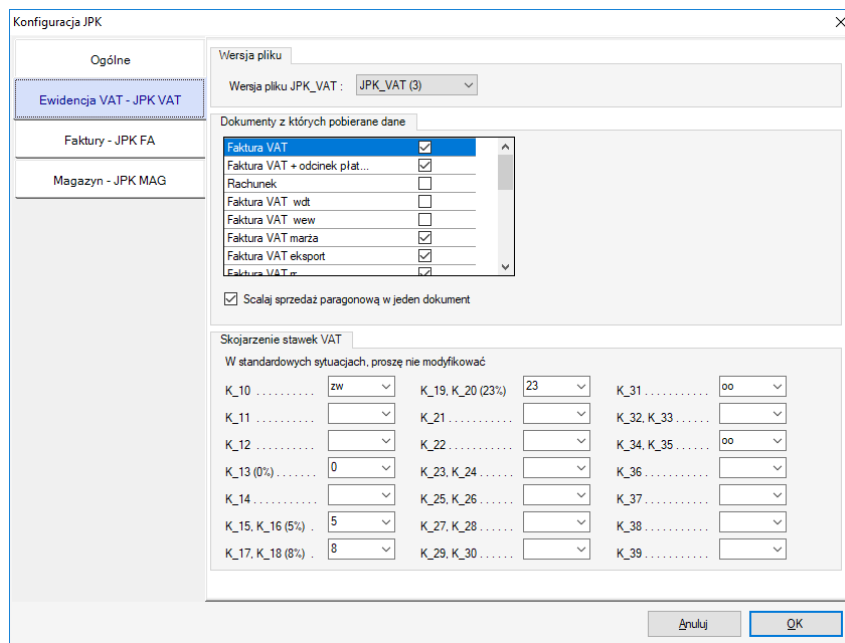 Konfiguracja JPK
Ogólne
Ewidencja VAT - JPK VAT
Faktury - JPK FA
Magazyn - JPK MAG
Wersja pliku
Wersja pliku JPK_VAT : JPK_VAT (3)
Dokumenty z których pobierane dane
Faktura VAT
Faktura VAT + odcinek płat...
Rachunek
Faktura VAT wdt
Faktura VAT wew
Faktura VAT marża
Faktura VAT eksport
Faktura VAT rr
Scalaj sprzedaż paragonową w jeden dokument
Skojarzenie stawek VAT
W standardowych sytuacjach, proszę nie modyfikować
K_10 .......... zw K_19, K_20 (23%) 23 K_31 ........... oo
K_11 .......... K_21 ........... K_32, K_33 ......
K_12 .......... K_22 ........... K_34, K_35 ...... oo
K_13 (0%) ....... 0 K_23, K_24 ...... K_36 ...........
K_14 ........... K_25, K_26 ...... K_37 ...........
K_15, K_16 (5%) . 5 K_27, K_28 ...... K_38 ...........
K_17, K_18 (8%) . 8 K_29, K_30 ...... K_39 ...........
Anuluj OK